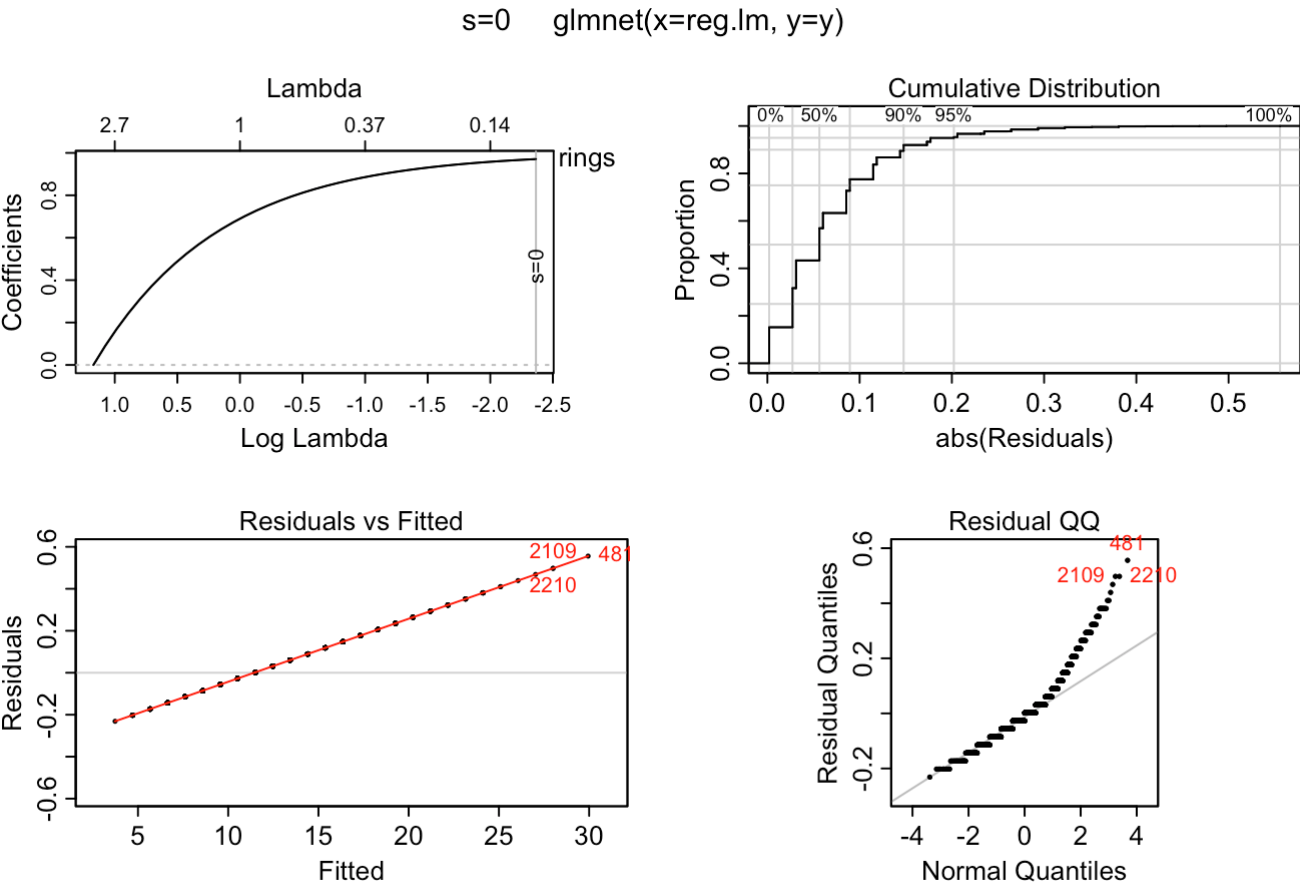 s=0 glmnet(x=reg.lm, y=y)
Lambda
2.7 1 0.37 0.14
rings
s=0
Coefficients
0.8
0.4
0.0
1.0 0.5 0.0 -0.5 -1.0 -1.5 -2.0 -2.5
Log Lambda
Cumulative Distribution
0% 50% 90% 95% 100%
Proportion
0.8
0.4
0.0
0.0 0.1 0.2 0.3 0.4 0.5
abs(Residuals)
Residuals vs Fitted
2109 481
2210
Residuals
0.6
0.2
-0.2
-0.6
5 10 15 20 25 30
Fitted
Residual QQ
481
2109 2210
Residual Quantiles
0.6
0.2
-0.2
-4 -2 0 2 4
Normal Quantiles